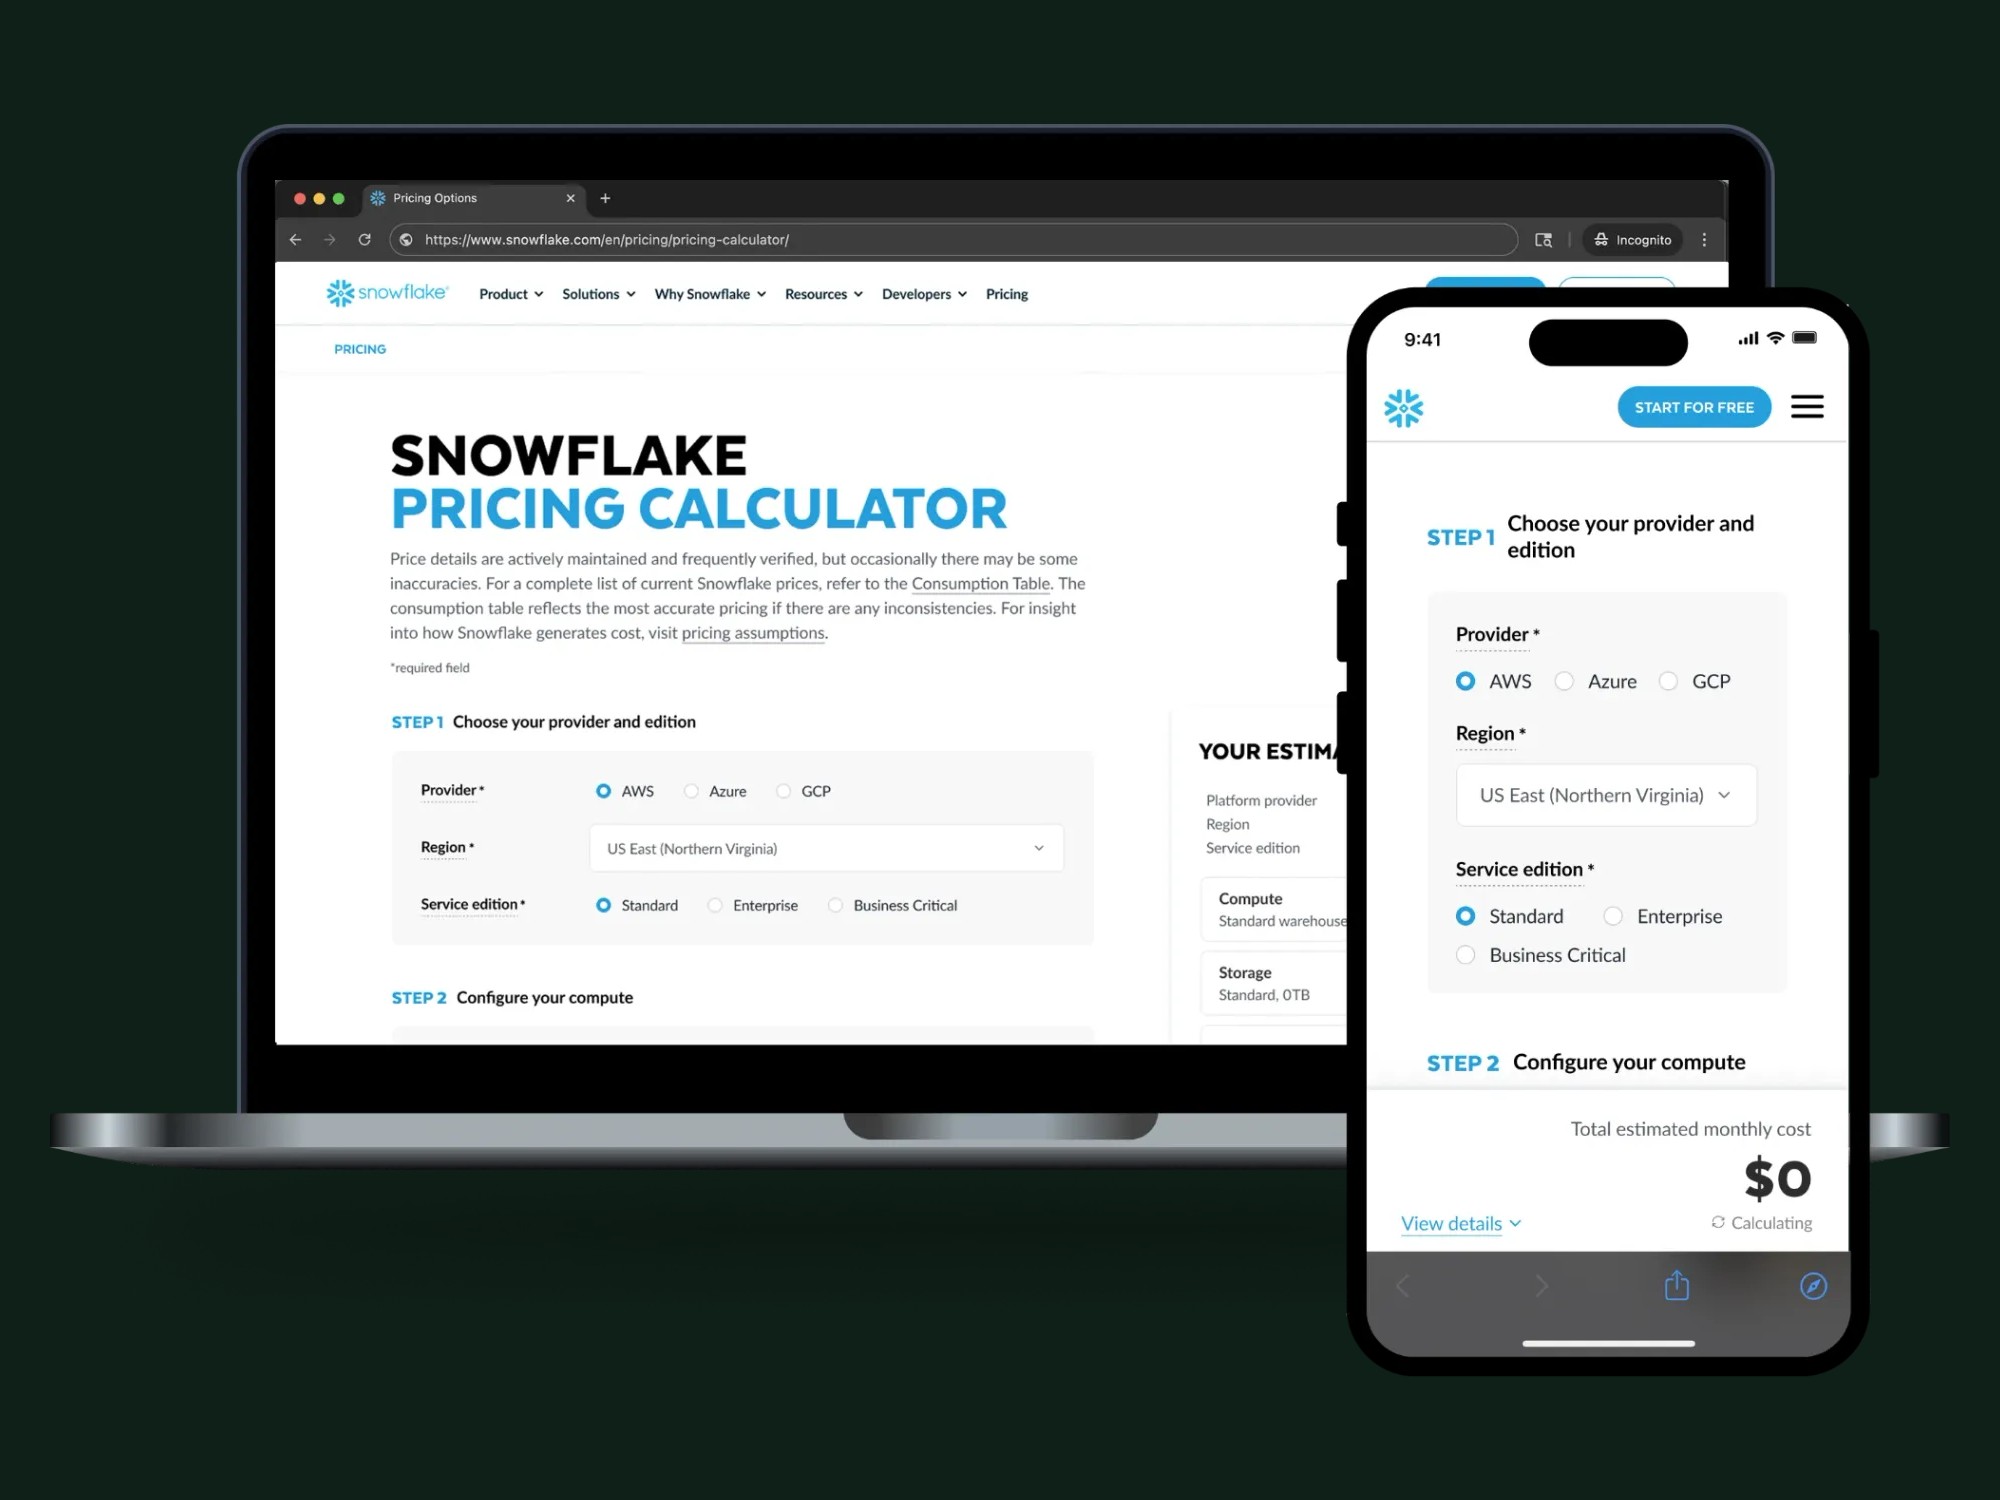 Pricing Options
https://www.snowflake.com/en/pricing/pricing-calculator/
Incognito
snowflake
Product Solutions Why Snowflake Resources Developers Pricing
PRICING
SNOWFLAKE
PRICING CALCULATOR
Price details are actively maintained and frequently verified, but occasionally there may be some
inaccuracies. For a complete list of current Snowflake prices, refer to the Consumption Table. The
consumption table reflects the most accurate pricing if there are any inconsistencies. For insight
into how Snowflake generates cost, visit pricing assumptions.
*required field
STEP 1 Choose your provider and edition
Provider* AWS Azure GCP
Region* US East (Northern Virginia)
Service edition* Standard Enterprise Business Critical
STEP 2 Configure your compute
YOUR
Platform provider
Region
Service edition
Compute
Standard warehouse
Storage
Standard, 0TB
9:41
START FOR FREE
STEP 1 Choose your provider and
edition
Provider *
AWS Azure GCP
Region *
US East (Northern Virginia)
Service edition *
Standard Enterprise
Business Critical
STEP 2 Configure your compute
Total estimated monthly cost
$0
View details Calculating